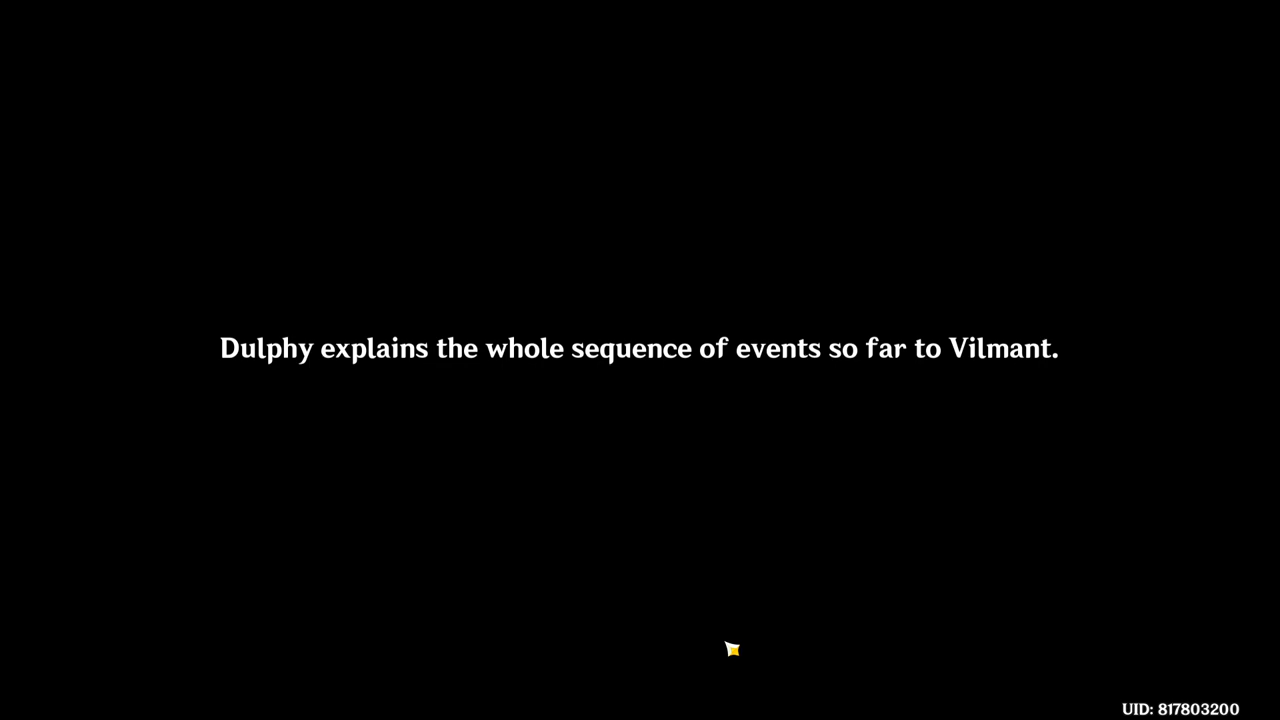 Dulphy explains the whole sequence of events so far to Vilmant.
UID: 817803200